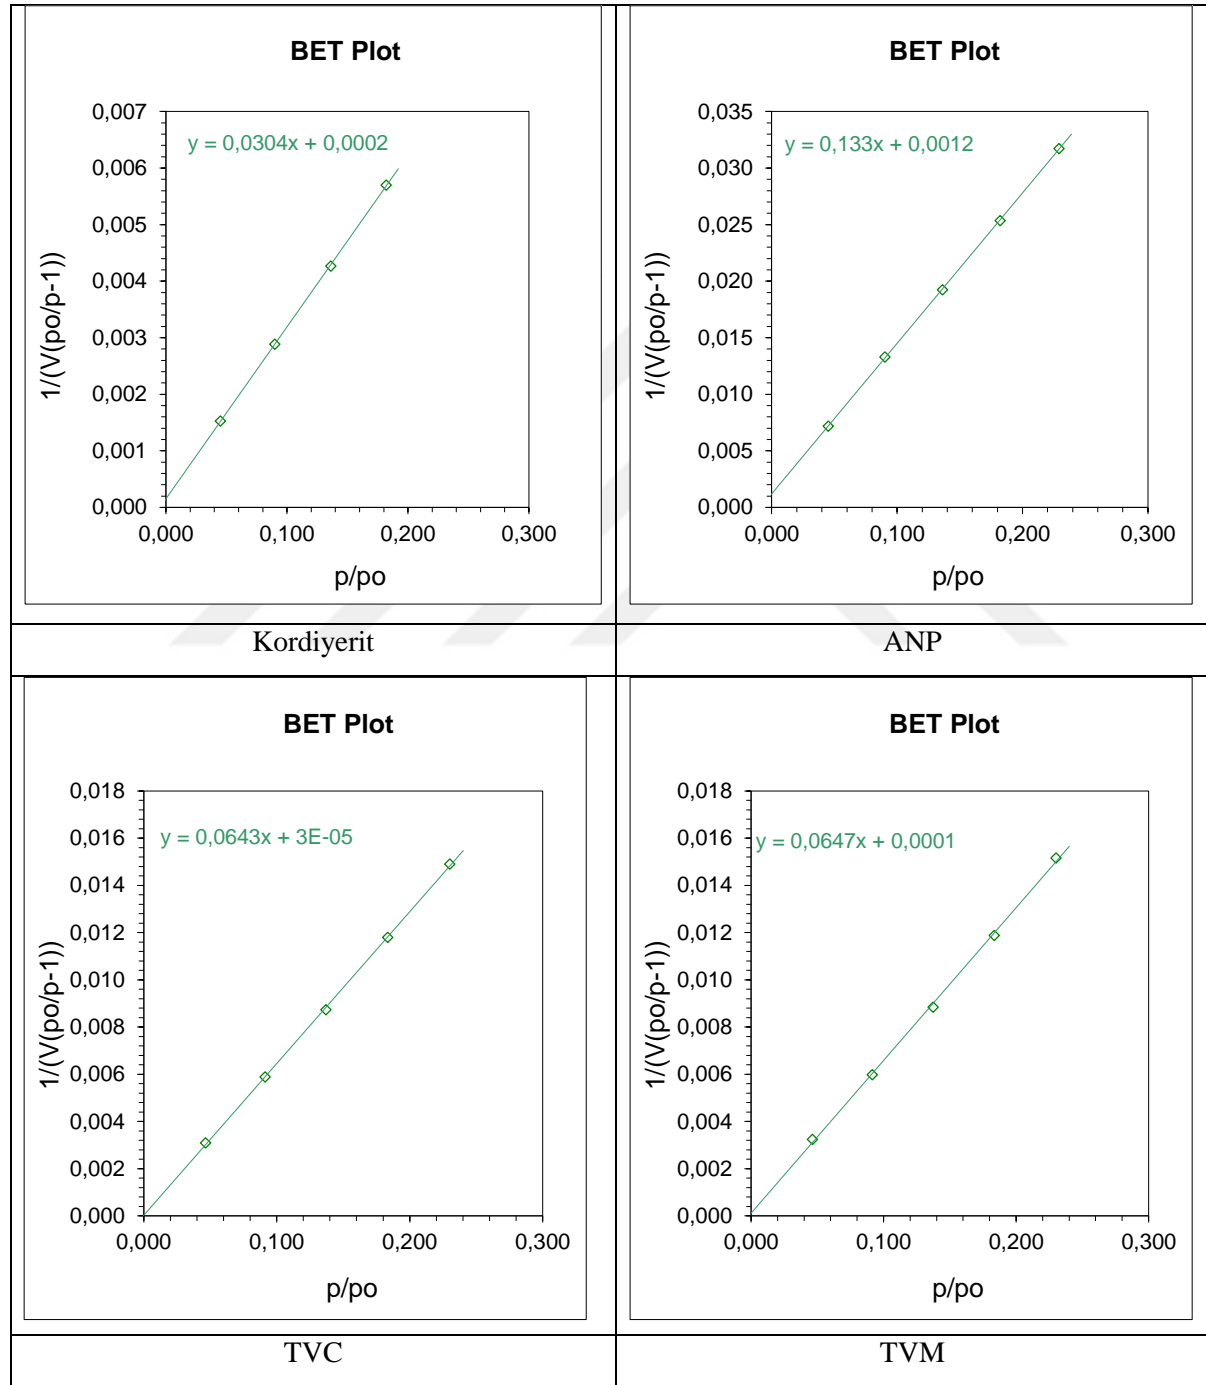 BET Plot
y = 0,0304x + 0,0002
0,007
0,006
0,005
0,004
0,003
0,002
0,001
0,000
1/(V(po/p-1))
0,000 0,100 0,200 0,300
p/po
Kordiyerit
BET Plot
y = 0,133x + 0,0012
0,035
0,030
0,025
0,020
0,015
0,010
0,005
0,000
1/(V(po/p-1))
0,000 0,100 0,200 0,300
p/po
ANP
BET Plot
y = 0,0643x + 3E-05
0,018
0,016
0,014
0,012
0,010
0,008
0,006
0,004
0,002
0,000
1/(V(po/p-1))
0,000 0,100 0,200 0,300
p/po
TVC
BET Plot
y = 0,0647x + 0,0001
0,018
0,016
0,014
0,012
0,010
0,008
0,006
0,004
0,002
0,000
1/(V(po/p-1))
0,000 0,100 0,200 0,300
p/po
TVM